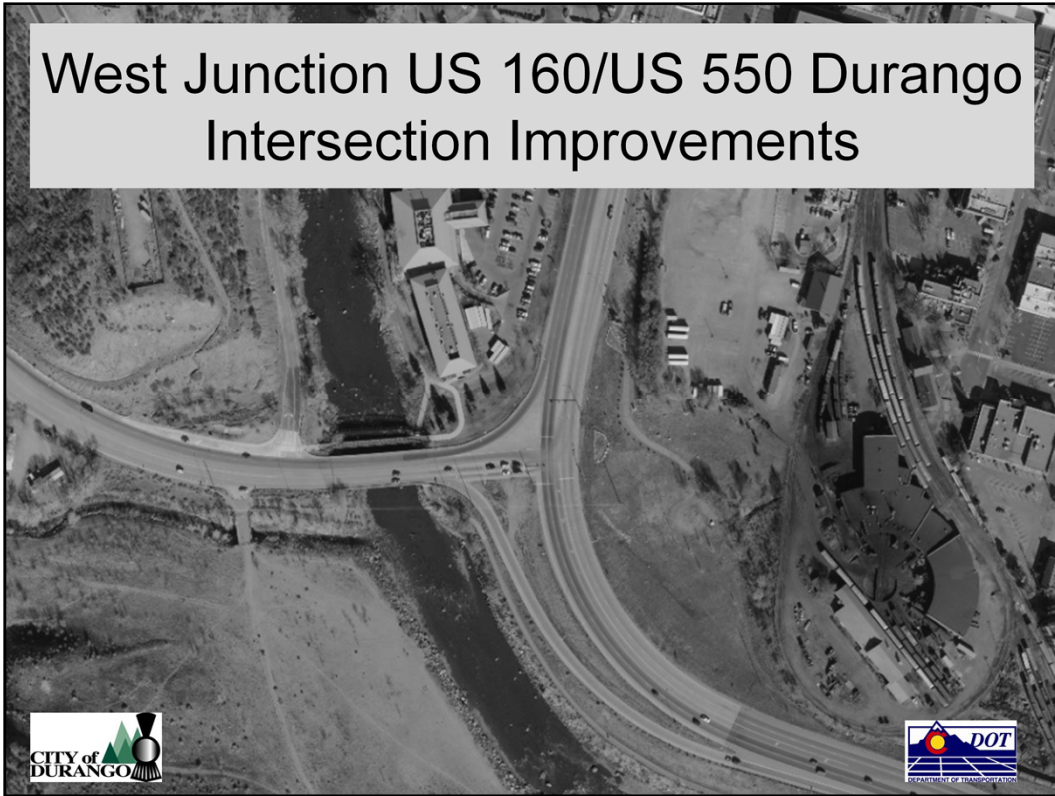 West Junction US 160/US 550 Durango
Intersection Improvements
CITY of
DURANGO
DOT
DEPARTMENT OF TRANSPORTATION